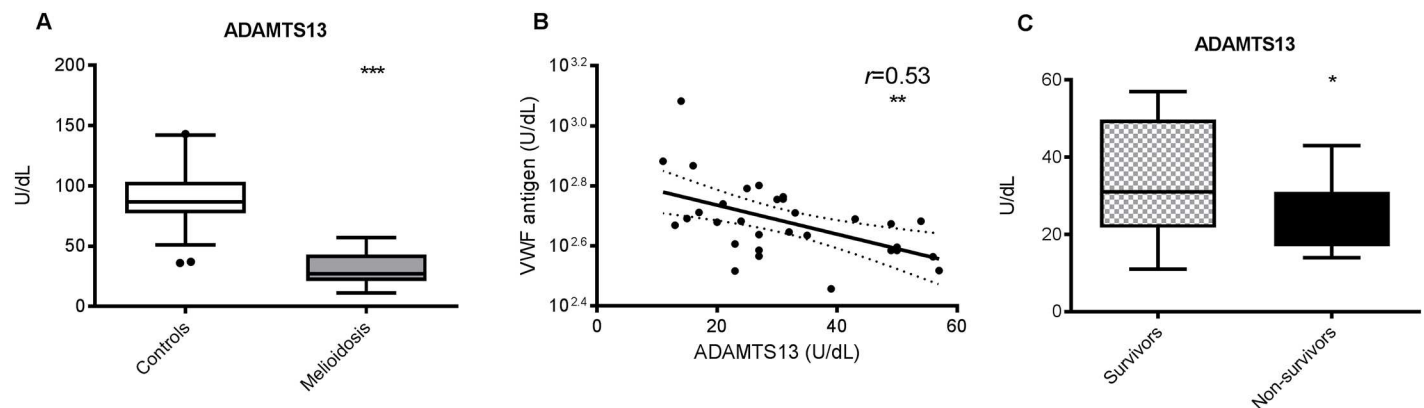 A
ADAMTS13
***
U/dL
200
150
100
50
0
Controls
Melioidosis
B
r=0.53
**
VWF antigen (U/dL)
10^3.2
10^3.0
10^2.8
10^2.6
10^2.4
0
20
40
60
ADAMTS13 (U/dL)
C
ADAMTS13
*
U/dL
60
40
20
0
Survivors
Non-survivors